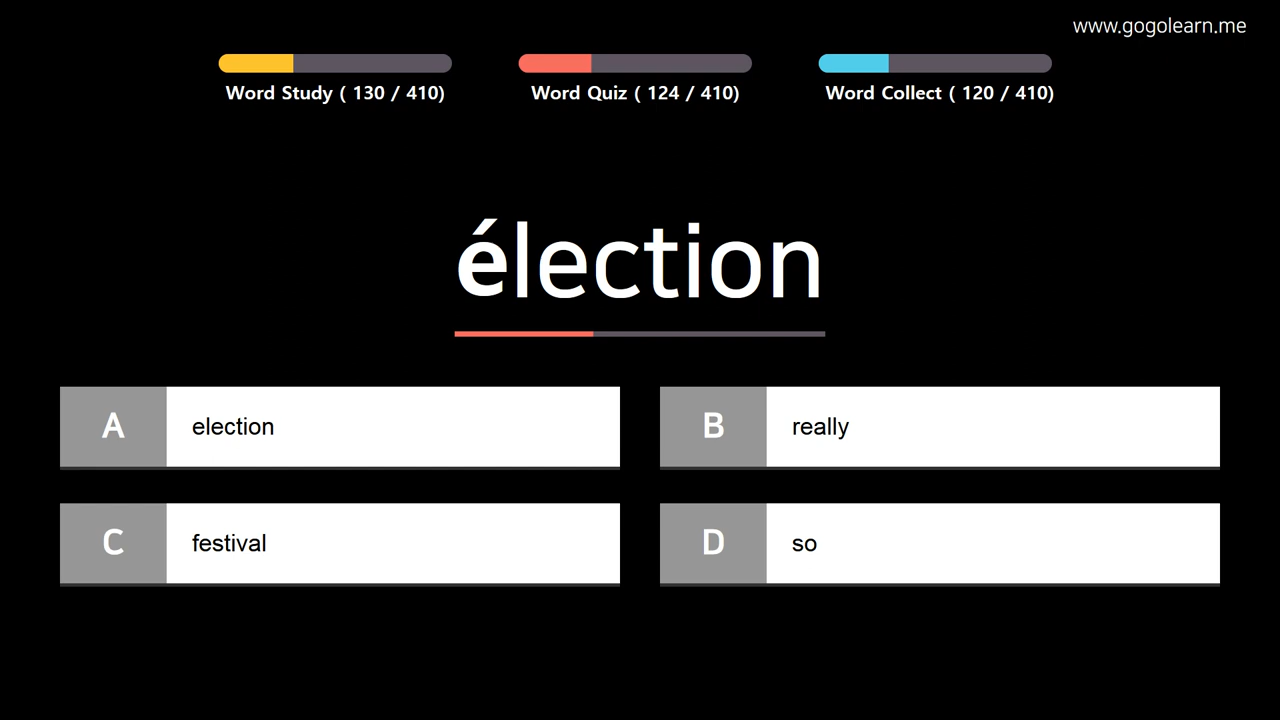 www.gogolearn.me
Word Study ( 130 / 410)
Word Quiz ( 124 / 410)
Word Collect ( 120 / 410)
élection
A election
B really
C festival
D so